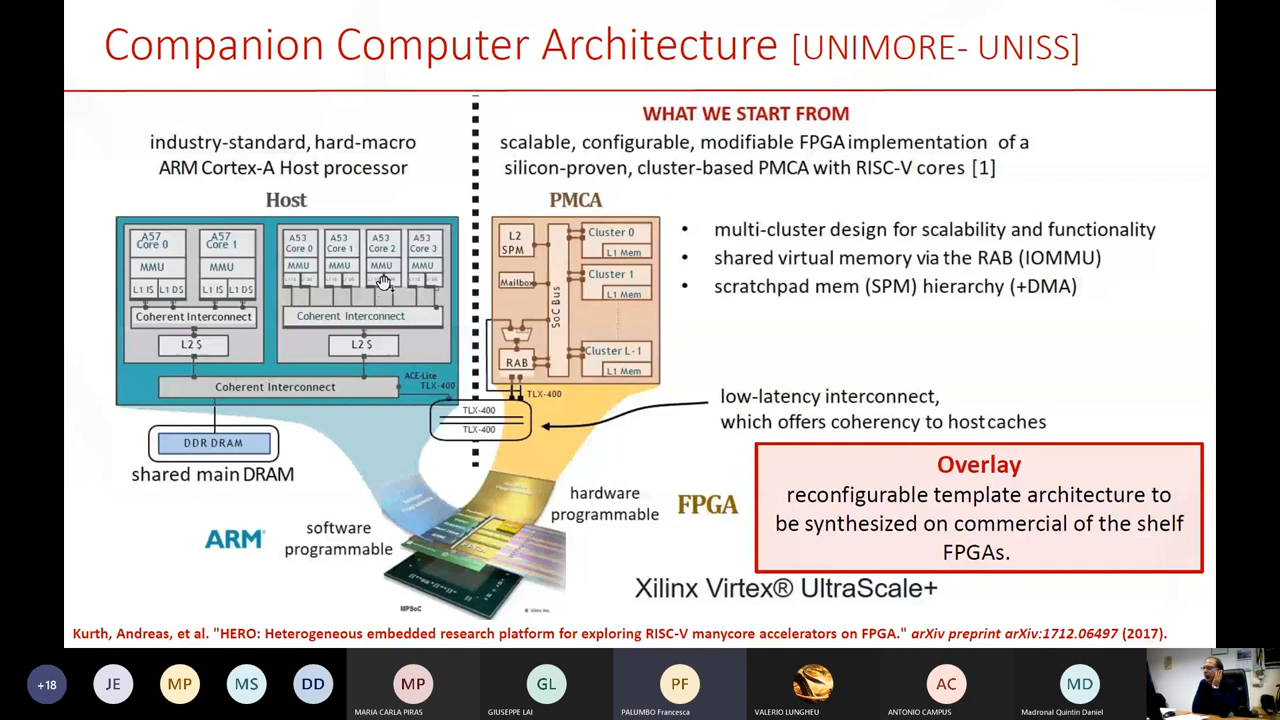 Companion Computer Architecture [UNIMORE- UNISS]
WHAT WE START FROM
industry-standard, hard-macro
ARM Cortex-A Host processor
scalable, configurable, modifiable FPGA implementation of a
silicon-proven, cluster-based PMCA with RISC-V cores [1]
Host
PMCA
A57
Core 0
A57
Core 1
A53
Core 0
A53
Core 1
A53
Core 2
A53
Core 3
MMU
MMU
MMU
MMU
MMU
MMU
L1 IS
L1 DS
L1 IS
L1 DS
Coherent Interconnect
Coherent Interconnect
L2 $
L2 $
Coherent Interconnect
ACE-Lite
TLX-400
L2
SPM
Mailbox
SoC Bus
RAB
Cluster 0
L1 Mem
Cluster 1
L1 Mem
Cluster L-1
L1 Mem
TLX-400
TLX-400
TLX-400
• multi-cluster design for scalability and functionality
• shared virtual memory via the RAB (IOMMU)
• scratchpad mem (SPM) hierarchy (+DMA)
low-latency interconnect,
which offers coherency to host caches
DDR DRAM
shared main DRAM
Overlay
reconfigurable template architecture to
be synthesized on commercial of the shelf
FPGAs.
hardware
programmable
FPGA
ARM
software
programmable
MPSoC
© Xilinx Inc.
Xilinx Virtex® UltraScale+
Kurth, Andreas, et al. "HERO: Heterogeneous embedded research platform for exploring RISC-V manycore accelerators on FPGA." arXiv preprint arXiv:1712.06497 (2017).
+18
JE
MP
MS
DD
MP
MARIA CARLA PIRAS
GL
GIUSEPPE LAI
PF
PALUMBO Francesca
VALERIO LUNGHEU
AC
ANTONIO CAMPUS
MD
Madronal Quintin Daniel